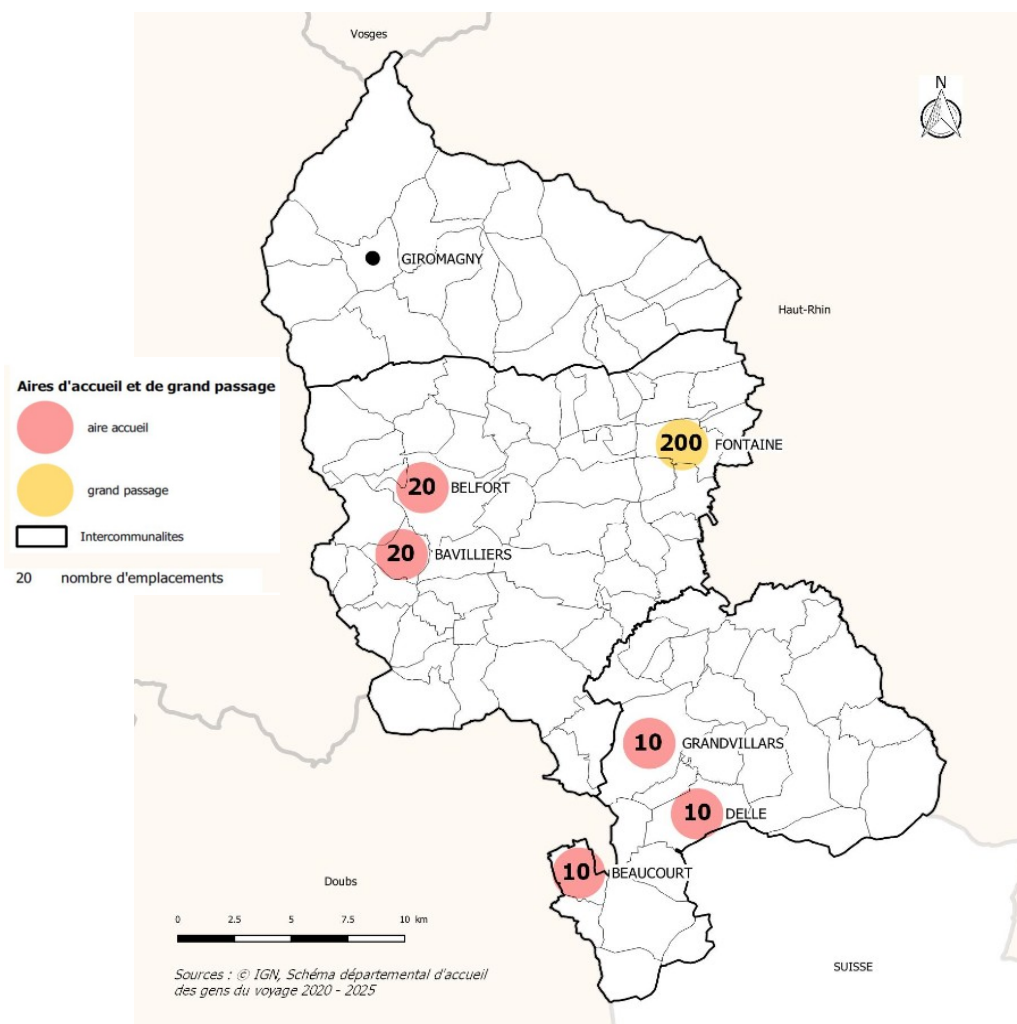 Vosges
N
GIROMAGNY
Haut-Rhin
Aires d'accueil et de grand passage
aire accueil
grand passage
Intercommunalites
20 nombre d'emplacements
200 FONTAINE
20 BELFORT
20 BAVILLIERS
10 GRANDVILLARS
10 DELLE
10 BEAUCOURT
Doubs
0 2.5 5 7.5 10 km
SUISSE
Sources : © IGN, Schéma départemental d'accueil
des gens du voyage 2020 - 2025